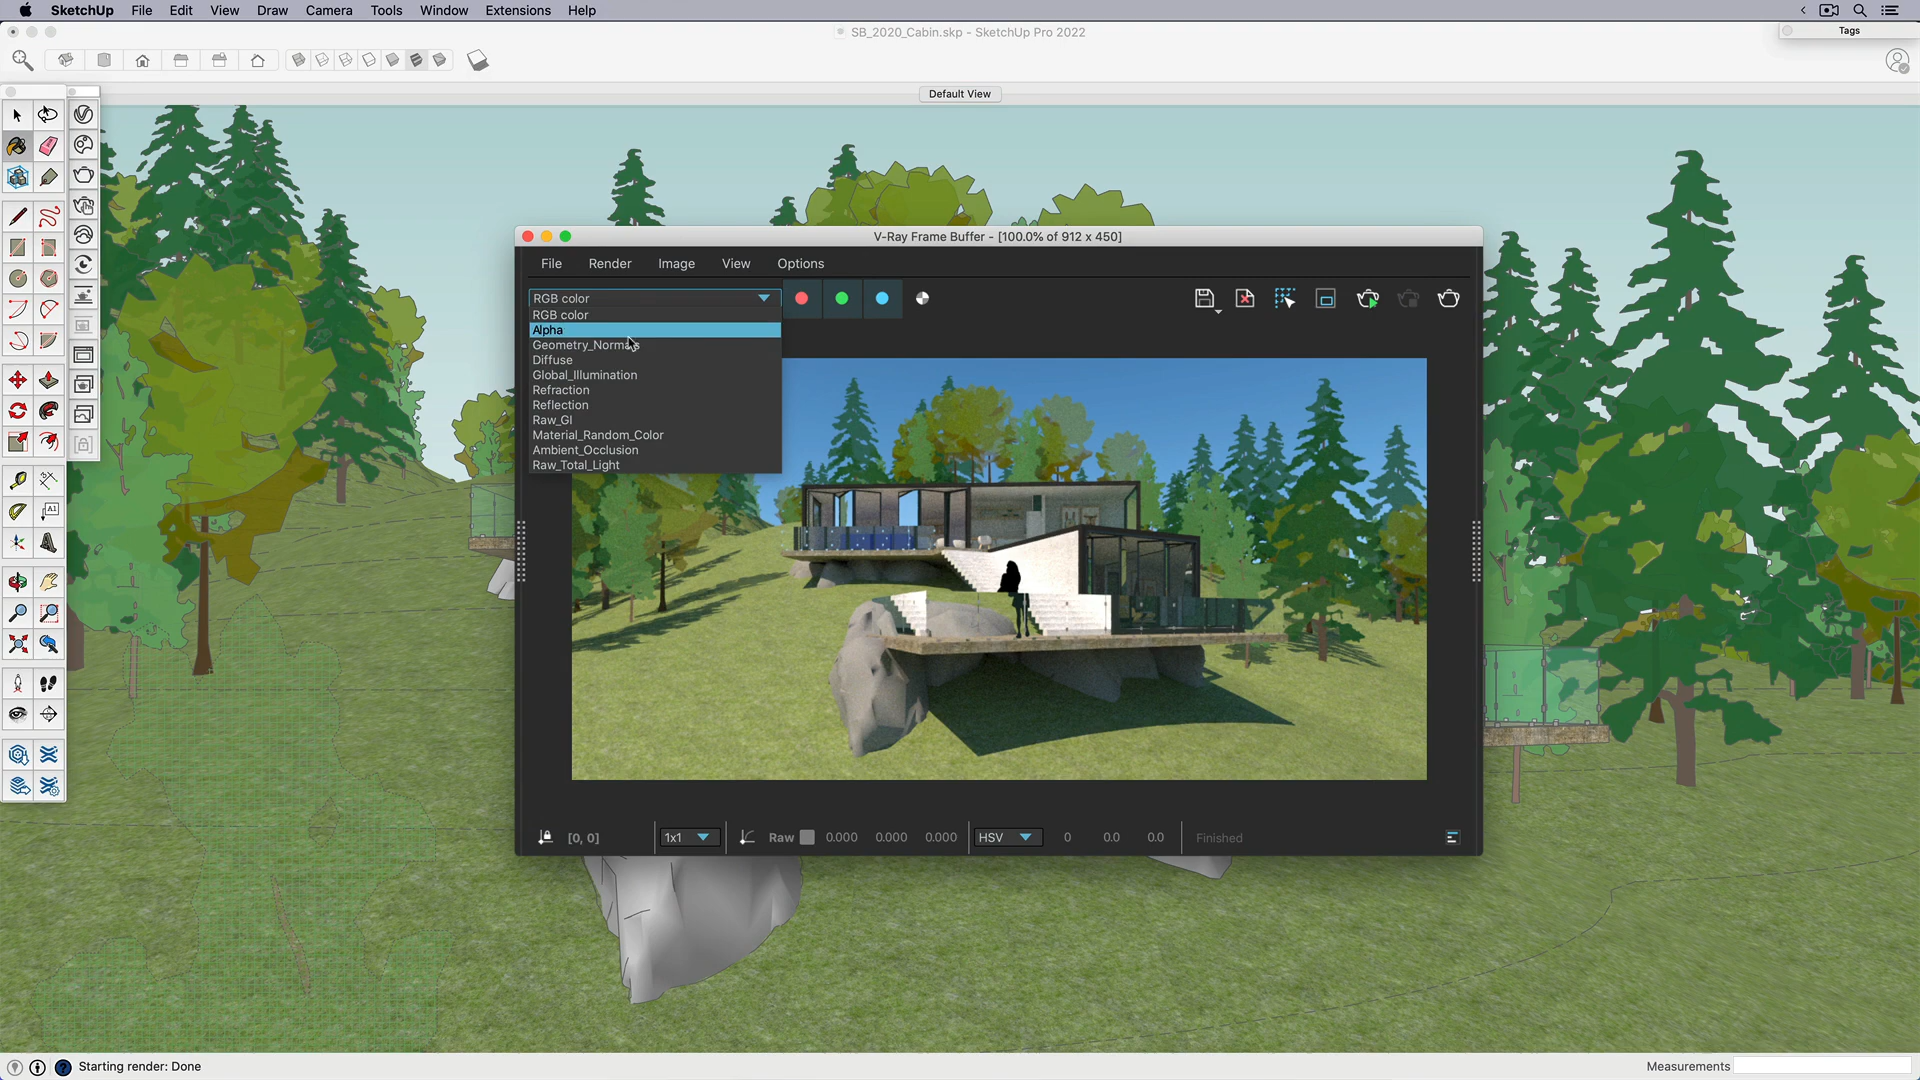 SketchUp File Edit View Draw Camera Tools Window Extensions Help
SB_2020_Cabin.skp - SketchUp Pro 2022
Tags
Default View
V-Ray Frame Buffer - [100.0% of 912 x 450]
File Render Image View Options
RGB color
RGB color
Alpha
Geometry_Normals
Diffuse
Global_Illumination
Refraction
Reflection
Raw_GI
Material_Random_Color
Ambient_Occlusion
Raw_Total_Light
A1
[0, 0] 1x1 Raw 0.000 0.000 0.000 HSV 0 0.0 0.0 Finished
Starting render: Done
Measurements